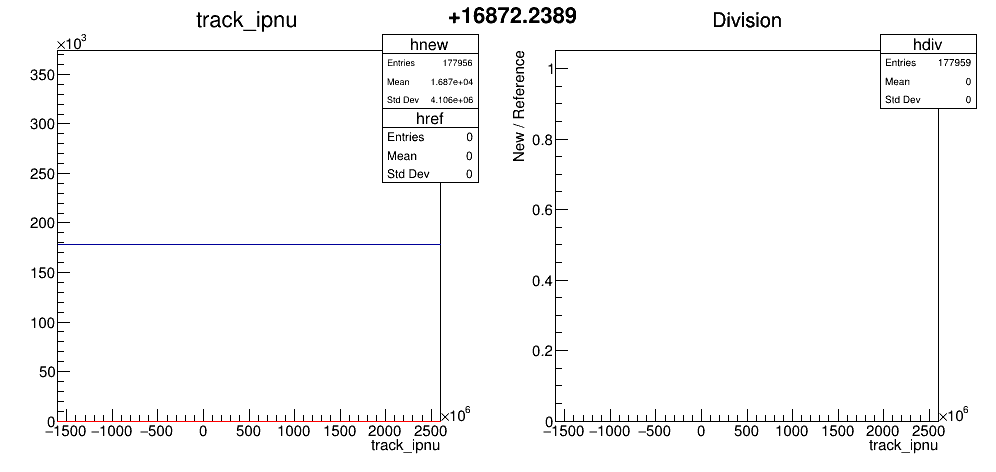 track_ipnu
+16872.2389
Division
×10³
hnew
Entries 177956
Mean 1.687e+04
Std Dev 4.106e+06
href
Entries 0
Mean 0
Std Dev 0
350
300
250
200
150
100
50
0
−1500 −1000 −500 0 500 1000 1500 2000 2500
×10⁶
track_ipnu
hdiv
Entries 177959
Mean 0
Std Dev 0
New / Reference
1
0.8
0.6
0.4
0.2
0
−1500 −1000 −500 0 500 1000 1500 2000 2500
×10⁶
track_ipnu